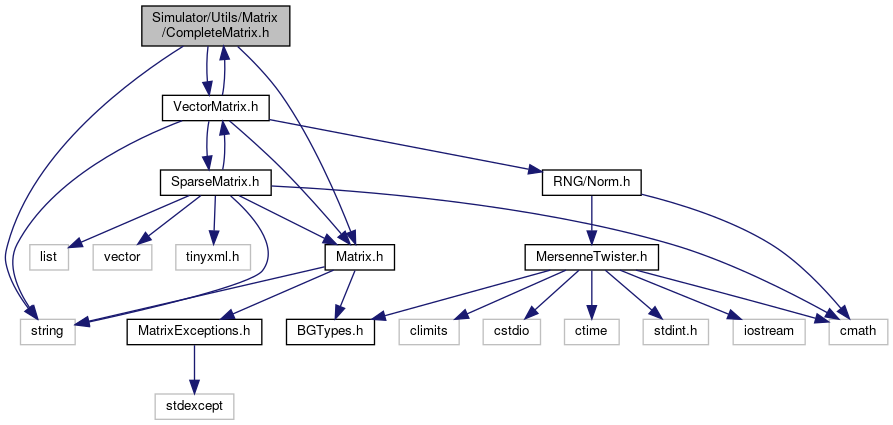 Simulator/Utils/Matrix
/CompleteMatrix.h
VectorMatrix.h
SparseMatrix.h
RNG/Norm.h
list
vector
tinyxml.h
Matrix.h
MersenneTwister.h
string
MatrixExceptions.h
BGTypes.h
climits
cstdio
ctime
stdint.h
iostream
cmath
stdexcept